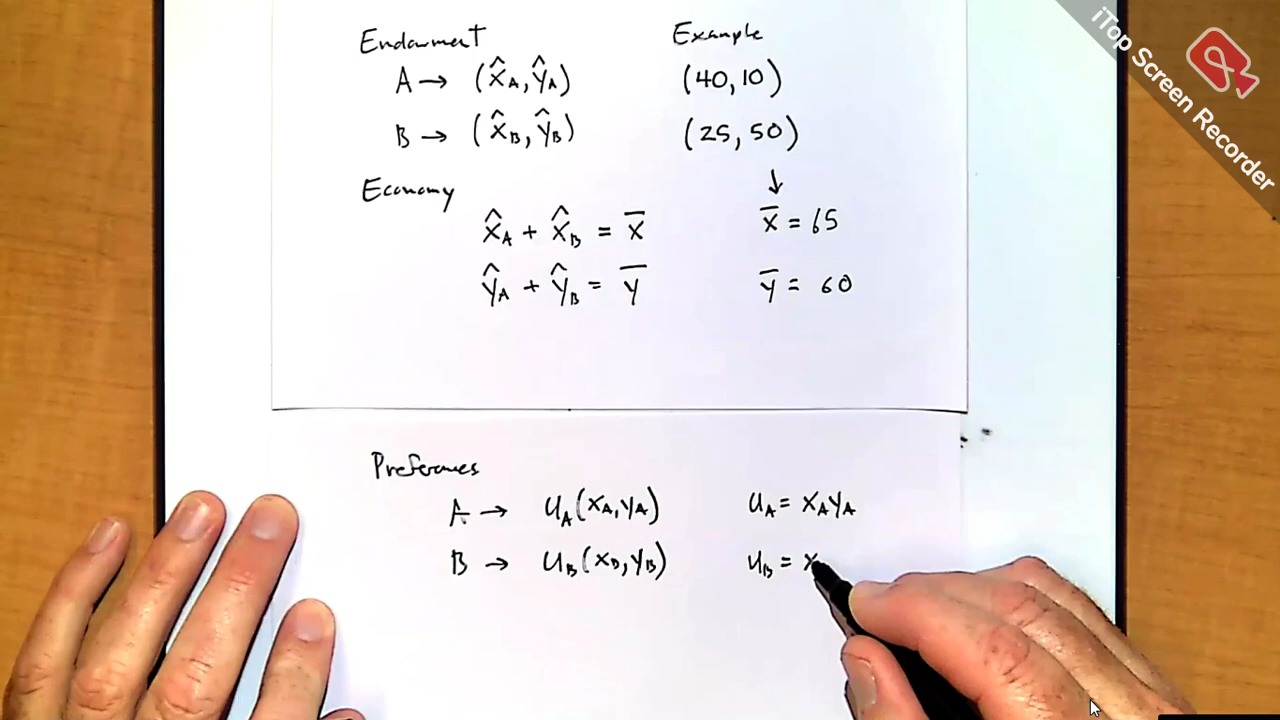 Endowment Example
A → (x̂A, ŷA) (40, 10)
B → (x̂B, ŷB) (25, 50)
Economy ↓
x̂A + x̂B = x̄ x̄ = 65
ŷA + ŷB = ȳ ȳ = 60
Preferences
A → UA(xA, yA) UA = xAyA
B → UB(xB, yB) UB = x
iTop Screen Recorder